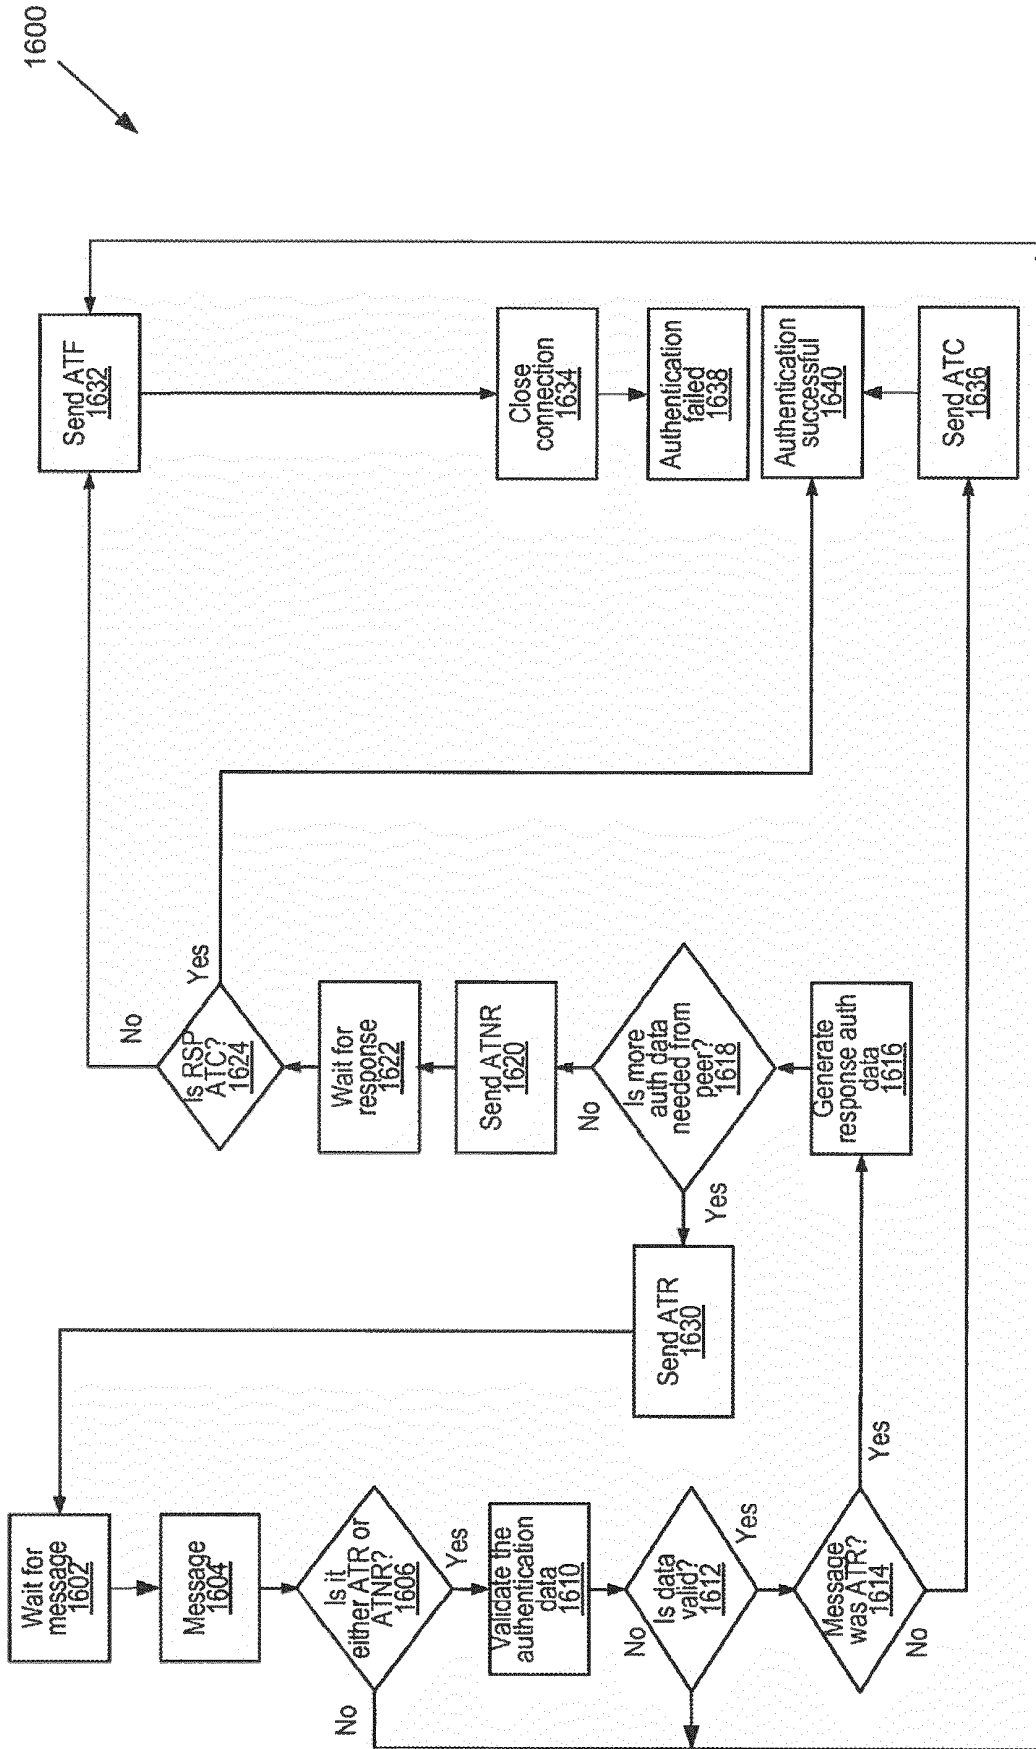 1600
Wait for
message
1602
Message
1604
Is it
either ATR or
ATNR?
1606
No
Yes
Validate the
authentication
data
1610
Is data
valid?
1612
No
Yes
Message
was ATR?
1614
No
Yes
Send ATR
1630
Is RSP
ATC?
1624
No
Yes
Wait for
response
1622
Send ATNR
1620
Is more
auth data
needed from
peer?
1618
No
Yes
Generate
response auth
data
1616
Send ATF
1632
Close
connection
1634
Authentication
failed
1638
Authentication
successful
1640
Send ATC
1636